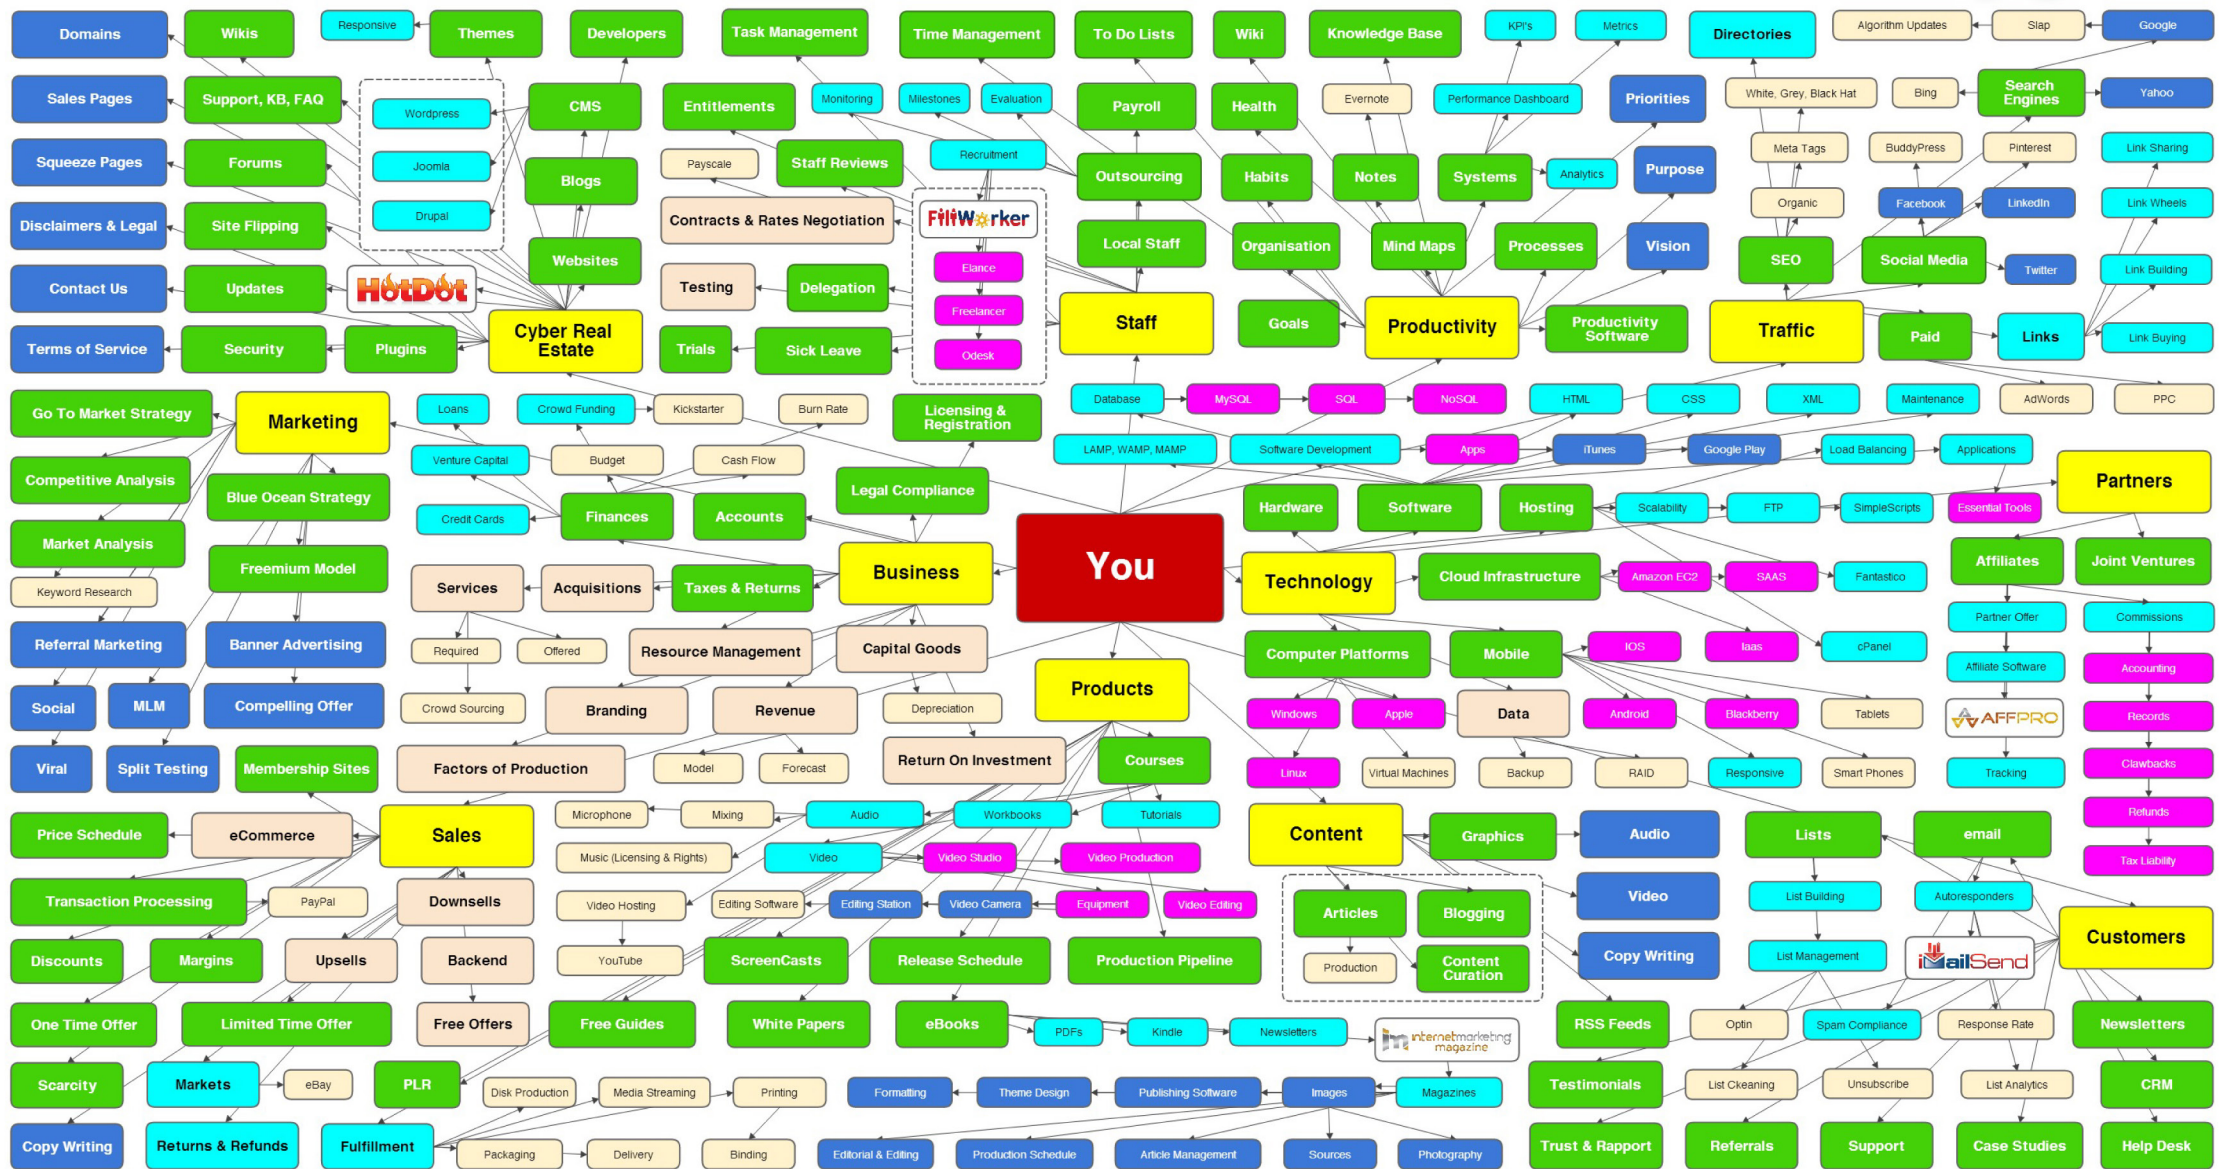 Domains
Wikis
Responsive
Themes
Developers
Task Management
Time Management
To Do Lists
Wiki
Knowledge Base
KPI's
Metrics
Directories
Algorithm Updates
Slap
Google
Sales Pages
Support, KB, FAQ
Wordpress
CMS
Entitlements
Monitoring
Milestones
Evaluation
Payroll
Health
Evernote
Performance Dashboard
Priorities
White, Grey, Black Hat
Bing
Search
Engines
Yahoo
Squeeze Pages
Forums
Joomla
Blogs
Payscale
Staff Reviews
Recruitment
Outsourcing
Habits
Notes
Systems
Analytics
Purpose
Meta Tags
BuddyPress
Pinterest
Link Sharing
Disclaimers & Legal
Site Flipping
Drupal
Websites
Contracts & Rates Negotiation
FiliWorker
Local Staff
Organisation
Mind Maps
Processes
Vision
Organic
Facebook
LinkedIn
Link Wheels
SEO
Social Media
Twitter
Link Building
Contact Us
Updates
HotDot
Testing
Delegation
Elance
Freelancer
Odesk
Terms of Service
Security
Plugins
Cyber Real
Estate
Trials
Sick Leave
Staff
Goals
Productivity
Productivity
Software
Traffic
Paid
Links
Link Buying
Go To Market Strategy
Marketing
Loans
Crowd Funding
Kickstarter
Burn Rate
Licensing &
Registration
Database
MySQL
SQL
NoSQL
HTML
CSS
XML
Maintenance
AdWords
PPC
Competitive Analysis
Blue Ocean Strategy
Venture Capital
Budget
Cash Flow
Legal Compliance
LAMP, WAMP, MAMP
Software Development
Apps
iTunes
Google Play
Load Balancing
Applications
Partners
Market Analysis
Credit Cards
Finances
Accounts
Hardware
Software
Hosting
Scalability
FTP
SimpleScripts
Essential Tools
Keyword Research
Freemium Model
Services
Acquisitions
Taxes & Returns
Business
You
Technology
Cloud Infrastructure
Amazon EC2
SAAS
Fantastico
Affiliates
Joint Ventures
Referral Marketing
Banner Advertising
Required
Offered
Resource Management
Capital Goods
Computer Platforms
Mobile
IOS
Iaas
cPanel
Partner Offer
Commissions
Affiliate Software
Accounting
Social
MLM
Compelling Offer
Crowd Sourcing
Branding
Revenue
Depreciation
Products
Windows
Apple
Data
Android
Blackberry
Tablets
AFFPRO
Records
Viral
Split Testing
Membership Sites
Factors of Production
Model
Forecast
Return On Investment
Courses
Linux
Virtual Machines
Backup
RAID
Responsive
Smart Phones
Tracking
Clawbacks
Price Schedule
eCommerce
Sales
Microphone
Mixing
Audio
Workbooks
Tutorials
Content
Graphics
Audio
Lists
email
Refunds
Music (Licensing & Rights)
Video
Video Studio
Video Production
Tax Liability
Transaction Processing
PayPal
Downsells
Video Hosting
Editing Software
Editing Station
Video Camera
Equipment
Video Editing
Articles
Blogging
Video
List Building
Autoresponders
Customers
Discounts
Margins
Upsells
Backend
YouTube
ScreenCasts
Release Schedule
Production Pipeline
Production
Content
Curation
Copy Writing
List Management
iMailSend
One Time Offer
Limited Time Offer
Free Offers
Free Guides
White Papers
eBooks
PDFs
Kindle
Newsletters
internetmarketing
magazine
RSS Feeds
Optin
Spam Compliance
Response Rate
Newsletters
Scarcity
Markets
eBay
PLR
Disk Production
Media Streaming
Printing
Formatting
Theme Design
Publishing Software
Images
Magazines
Testimonials
List Ckeaning
Unsubscribe
List Analytics
CRM
Copy Writing
Returns & Refunds
Fulfillment
Packaging
Delivery
Binding
Editorial & Editing
Production Schedule
Article Management
Sources
Photography
Trust & Rapport
Referrals
Support
Case Studies
Help Desk